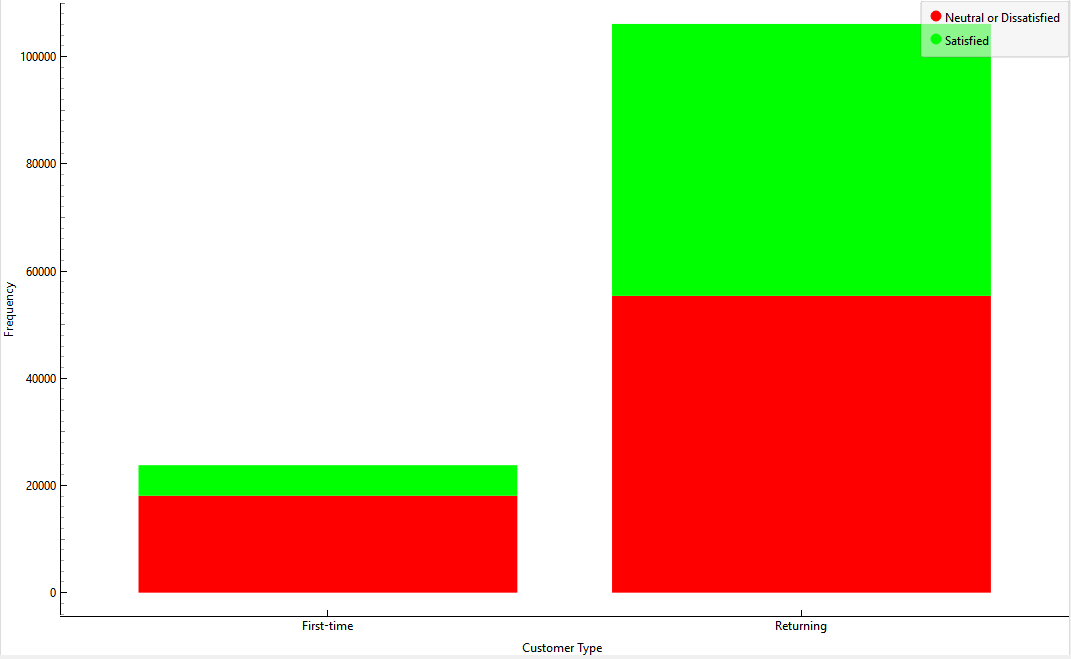 Neutral or Dissatisfied
Satisfied
100000
80000
60000
40000
20000
0
Frequency
First-time
Returning
Customer Type